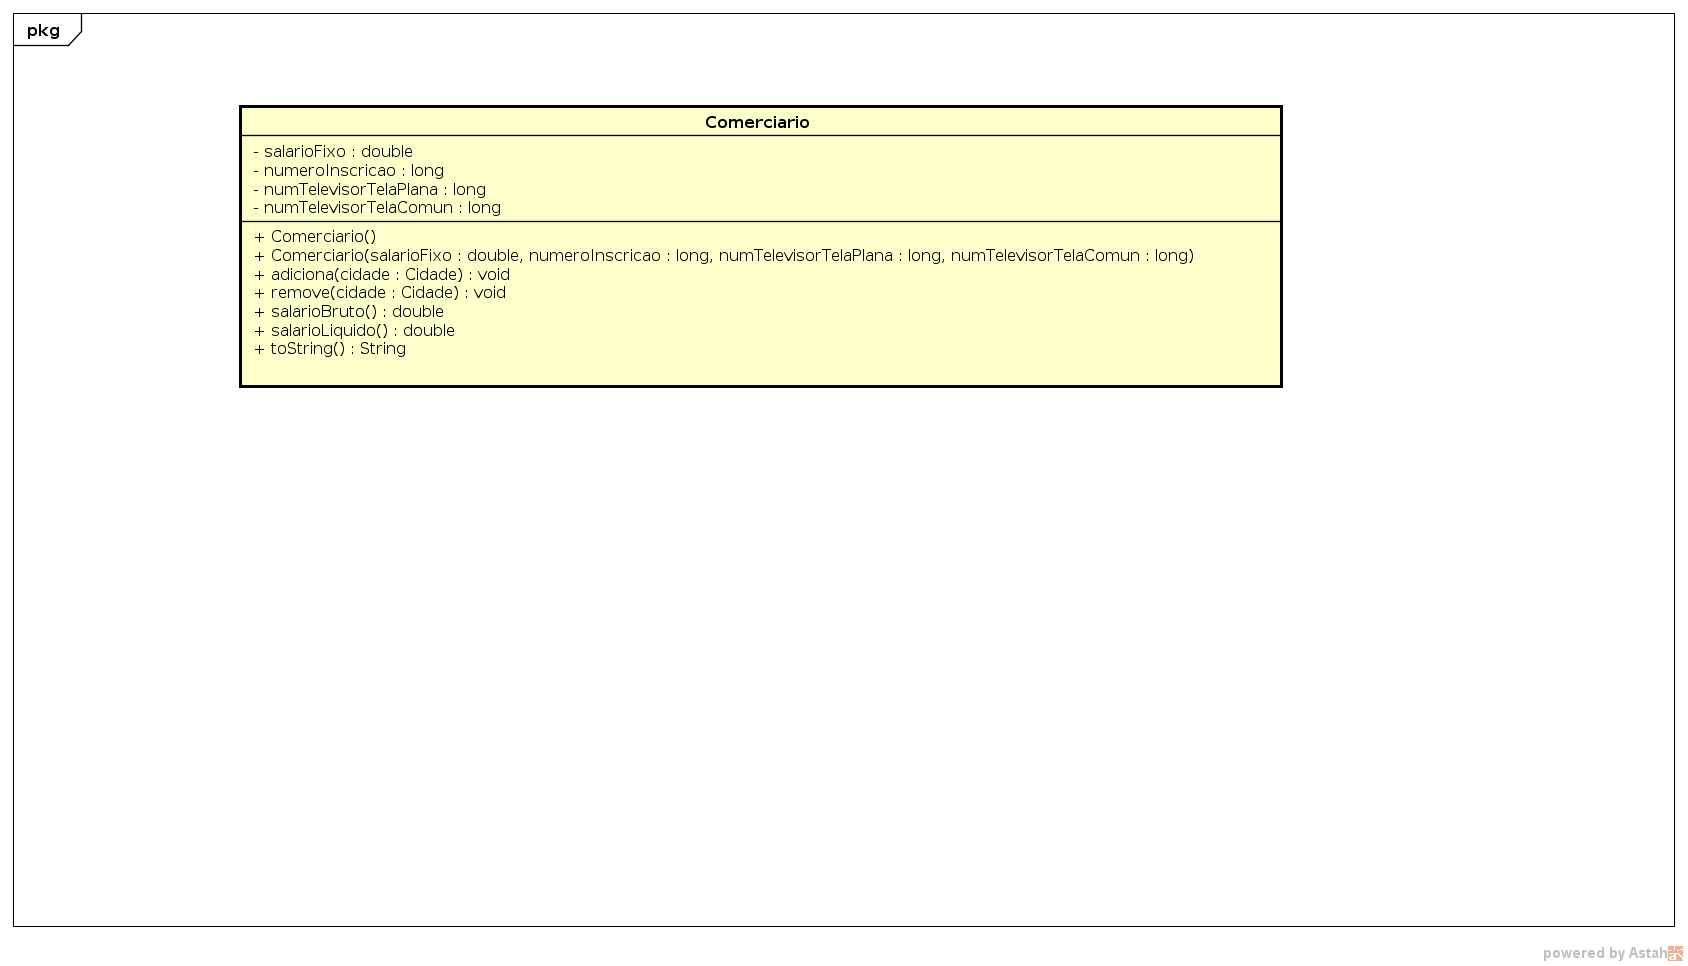 pkg
Comerciario
- salarioFixo : double
- numeroInscricao : long
- numTelevisorTelaPlana : long
- numTelevisorTelaComun : long
+ Comerciario()
+ Comerciario(salarioFixo : double, numeroInscricao : long, numTelevisorTelaPlana : long, numTelevisorTelaComun : long)
+ adiciona(cidade : Cidade) : void
+ remove(cidade : Cidade) : void
+ salarioBruto() : double
+ salarioLiquido() : double
+ toString() : String
powered by Astah